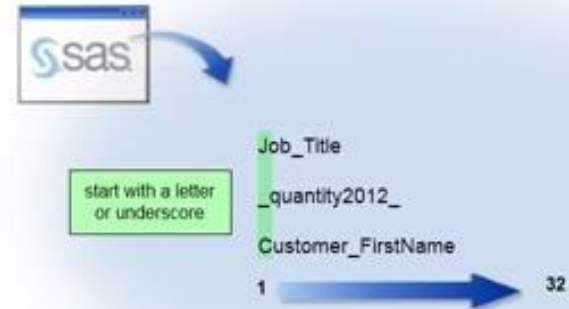 sas
Job_Title
start with a letter
or underscore
_quantity2012_
Customer_FirstName
1 32